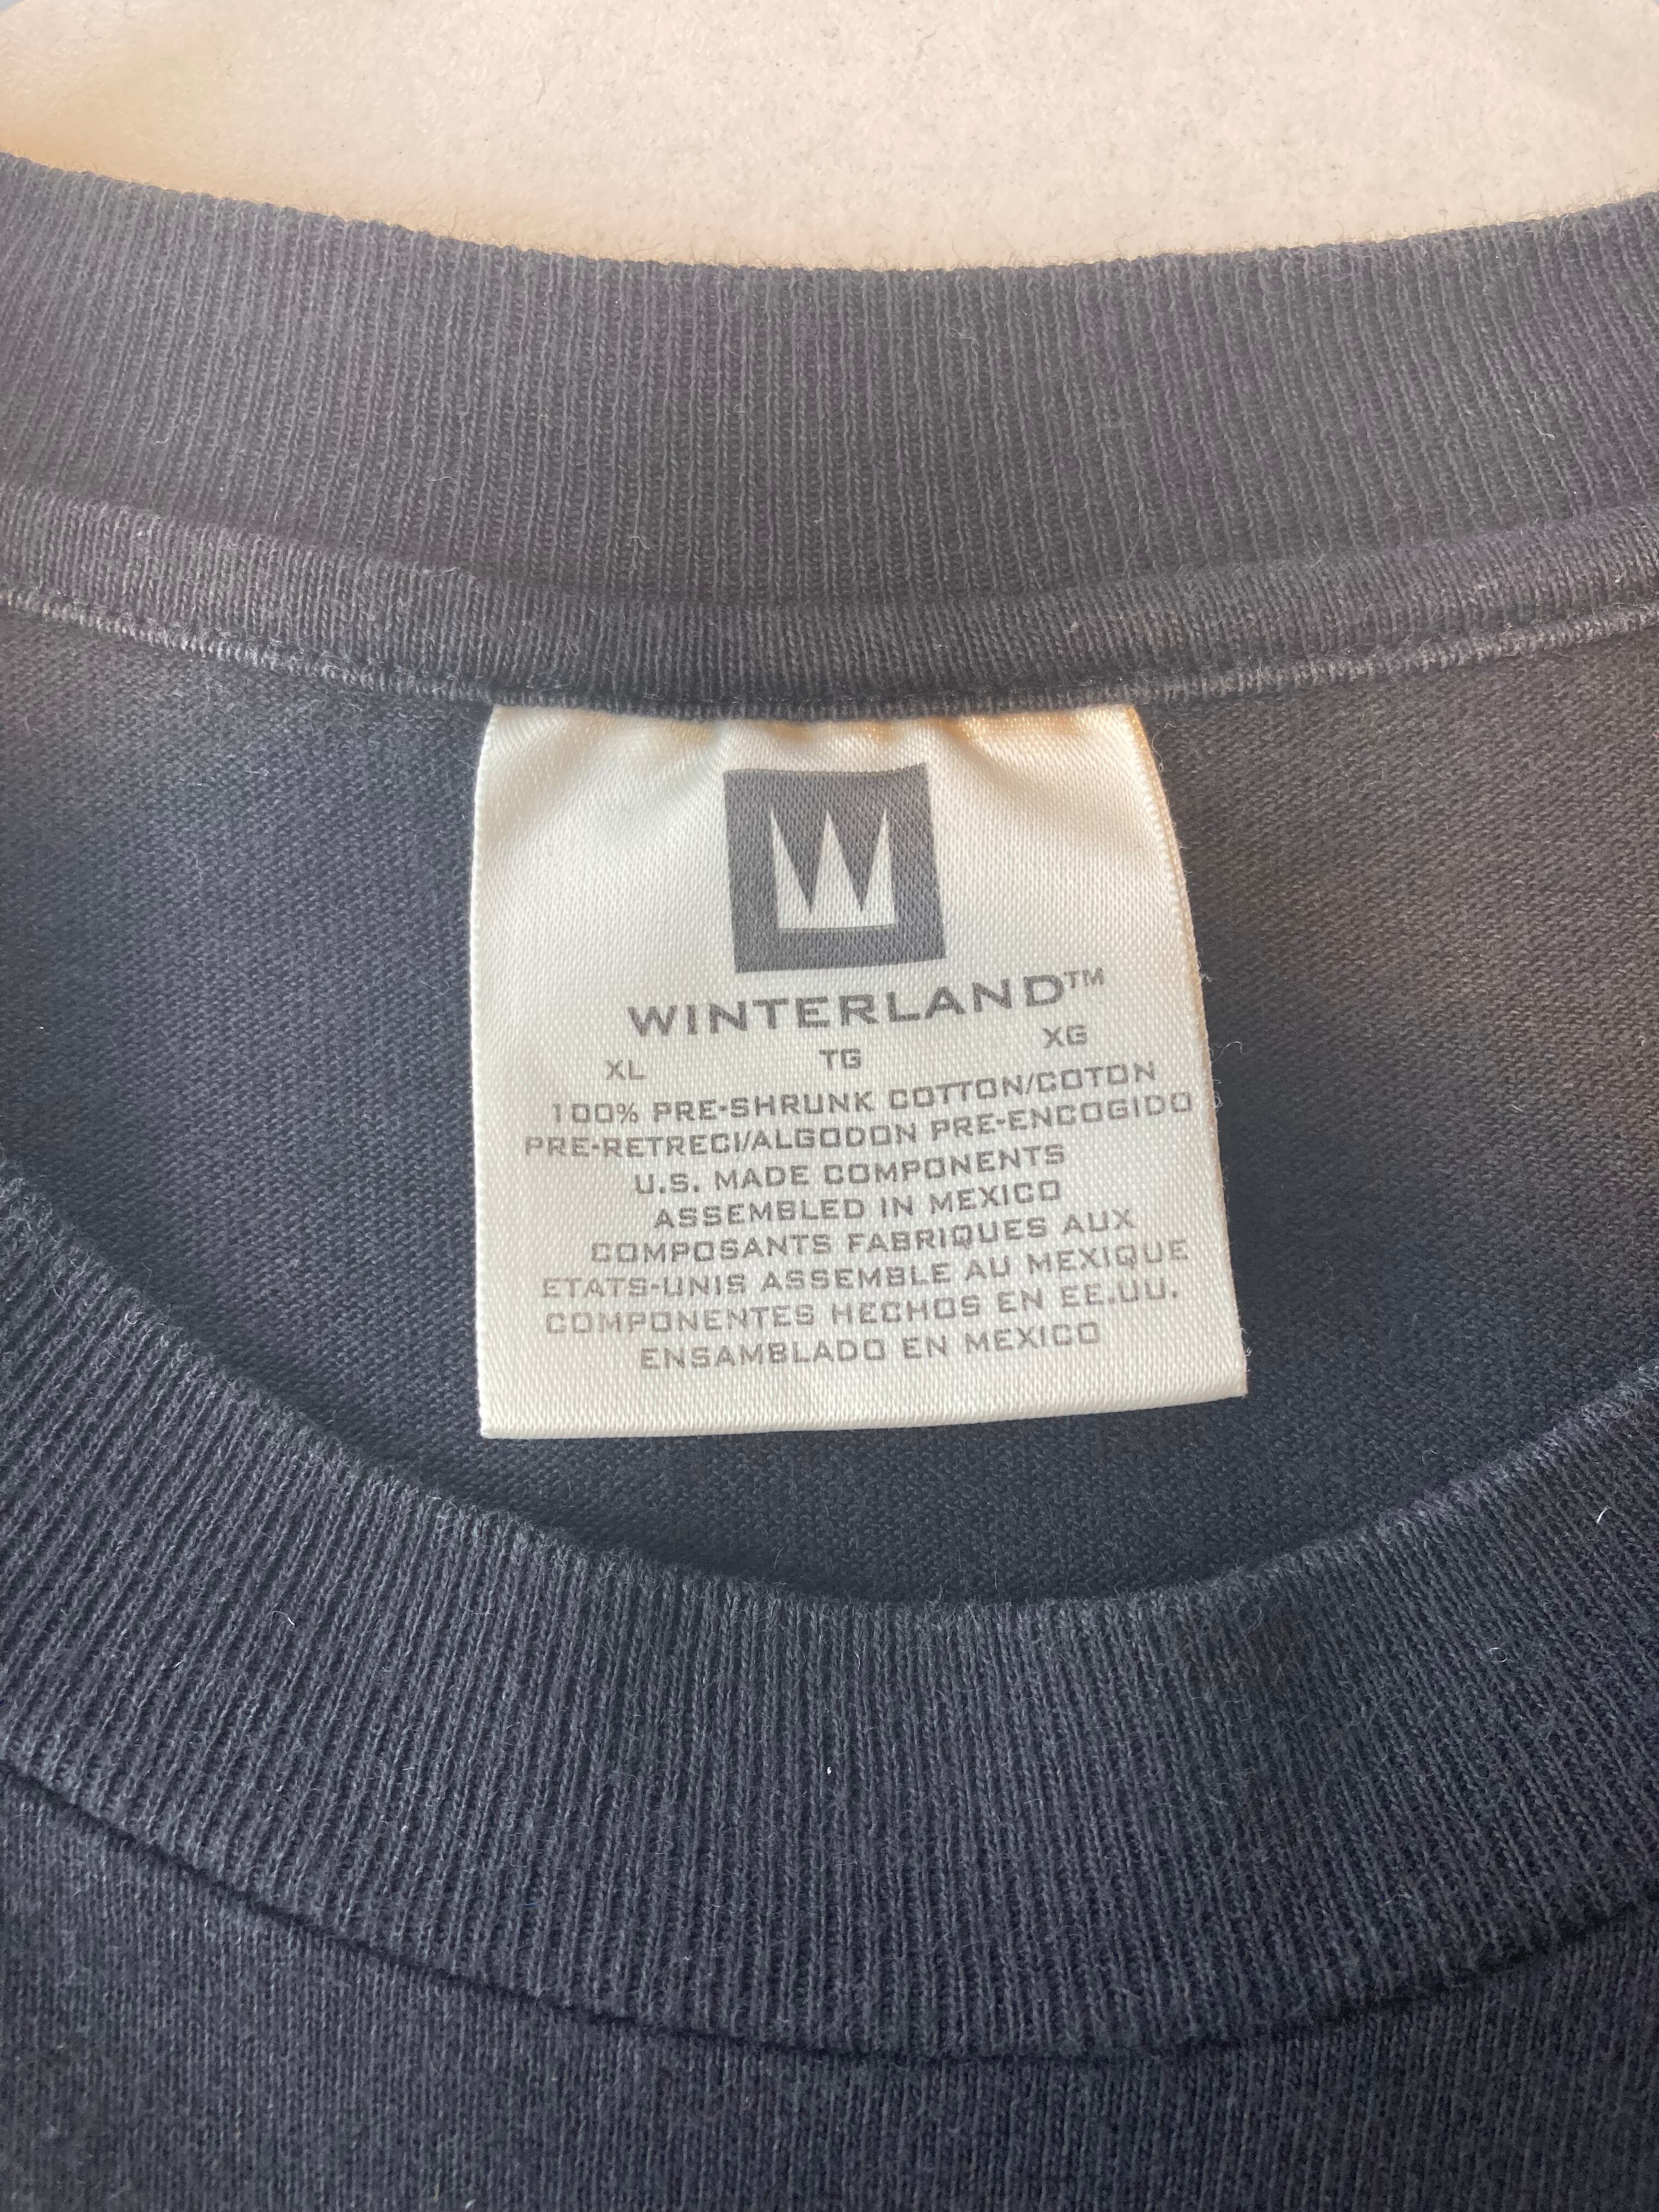 W
WINTERLAND™
XL TG XG
100% PRE-SHRUNK COTTON/COTON
PRE-RETRECI/ALGODON PRE-ENCOGIDO
U.S. MADE COMPONENTS
ASSEMBLED IN MEXICO
COMPOSANTS FABRIQUES AUX
ETATS-UNIS ASSEMBLE AU MEXIQUE
COMPONENTES HECHOS EN EE.UU.
ENSAMBLADO EN MEXICO